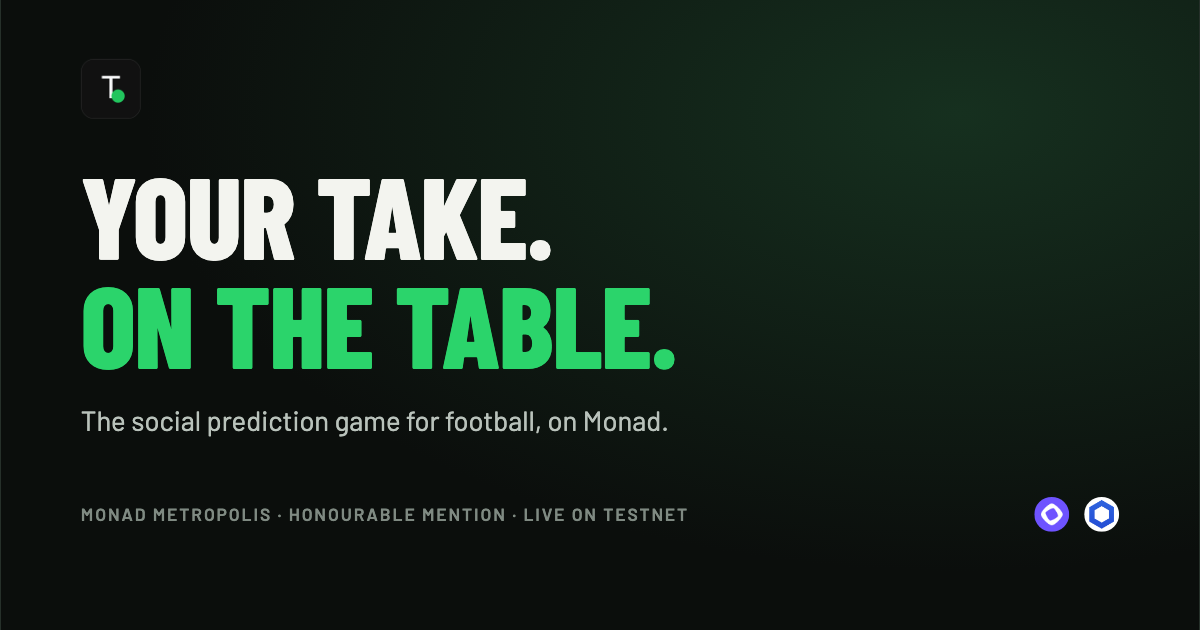 T
YOUR TAKE.
ON THE TABLE.
The social prediction game for football, on Monad.
MONAD METROPOLIS · HONOURABLE MENTION · LIVE ON TESTNET